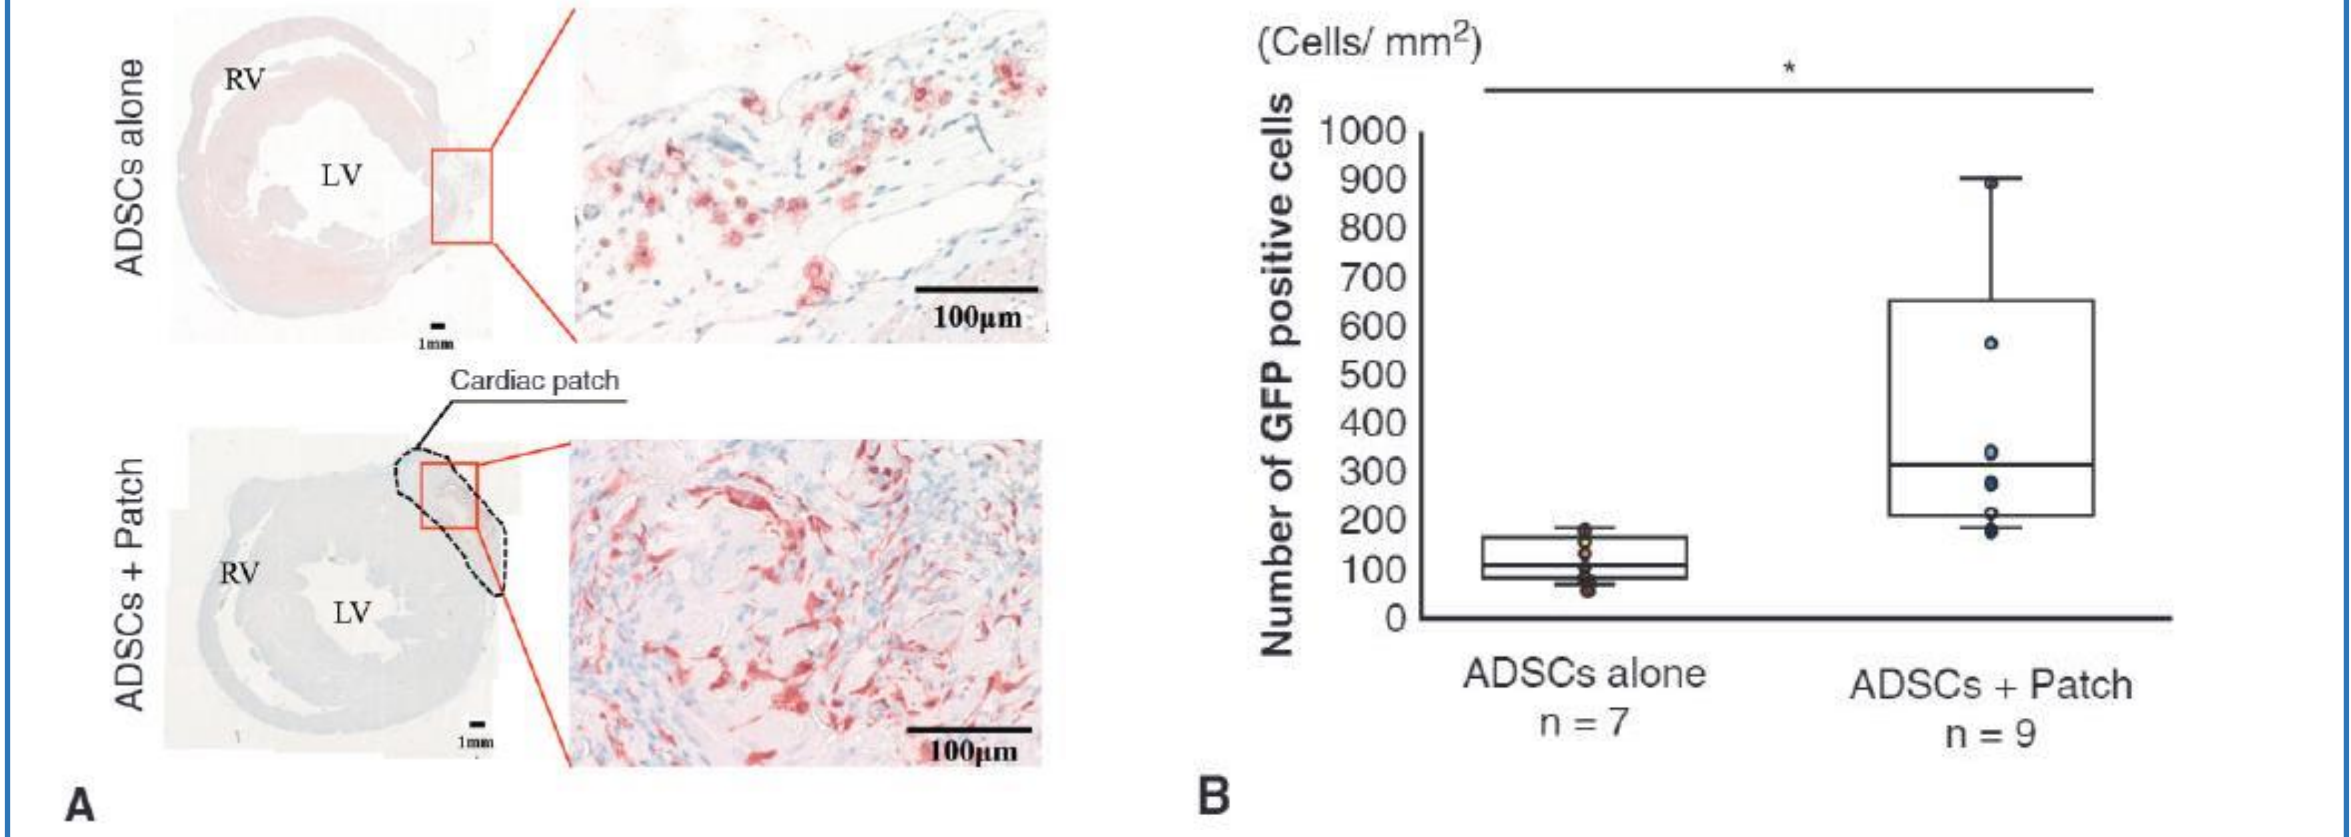 ADSCs alone
RV
LV
1mm
100µm
Cardiac patch
ADSCs + Patch
RV
LV
1mm
100µm
A
(Cells/ mm²)
*
Number of GFP positive cells
1000
900
800
700
600
500
400
300
200
100
0
ADSCs alone
n = 7
ADSCs + Patch
n = 9
B